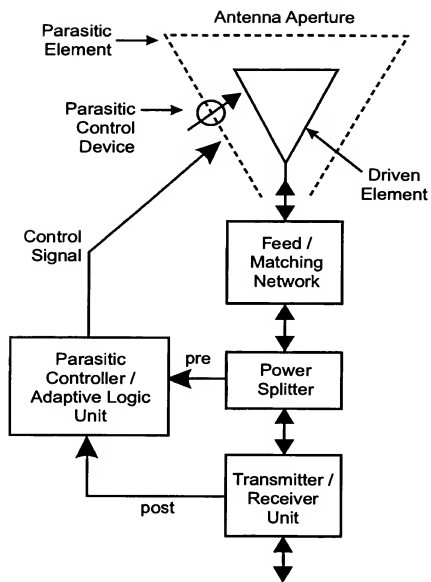 Antenna Aperture
Parasitic
Element
Parasitic
Control
Device
Driven
Element
Control
Signal
Feed /
Matching
Network
Parasitic
Controller /
Adaptive Logic
Unit
pre
Power
Splitter
post
Transmitter /
Receiver
Unit